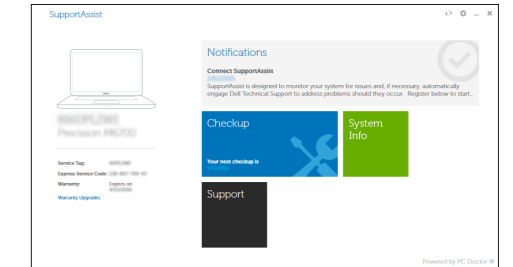 SupportAssist
Notifications
Connect SupportAssist
SupportAssist is designed to monitor your system for issues and, if necessary, automatically
engage Dell Technical Support to address problems should they occur. Register below to start...
Precision M6700
Checkup
Your next checkup is
System
Info
Service Tag:
Express Service Code:
Warranty: Expires on
Warranty Upgrades
Support
Powered by PC-Doctor ®